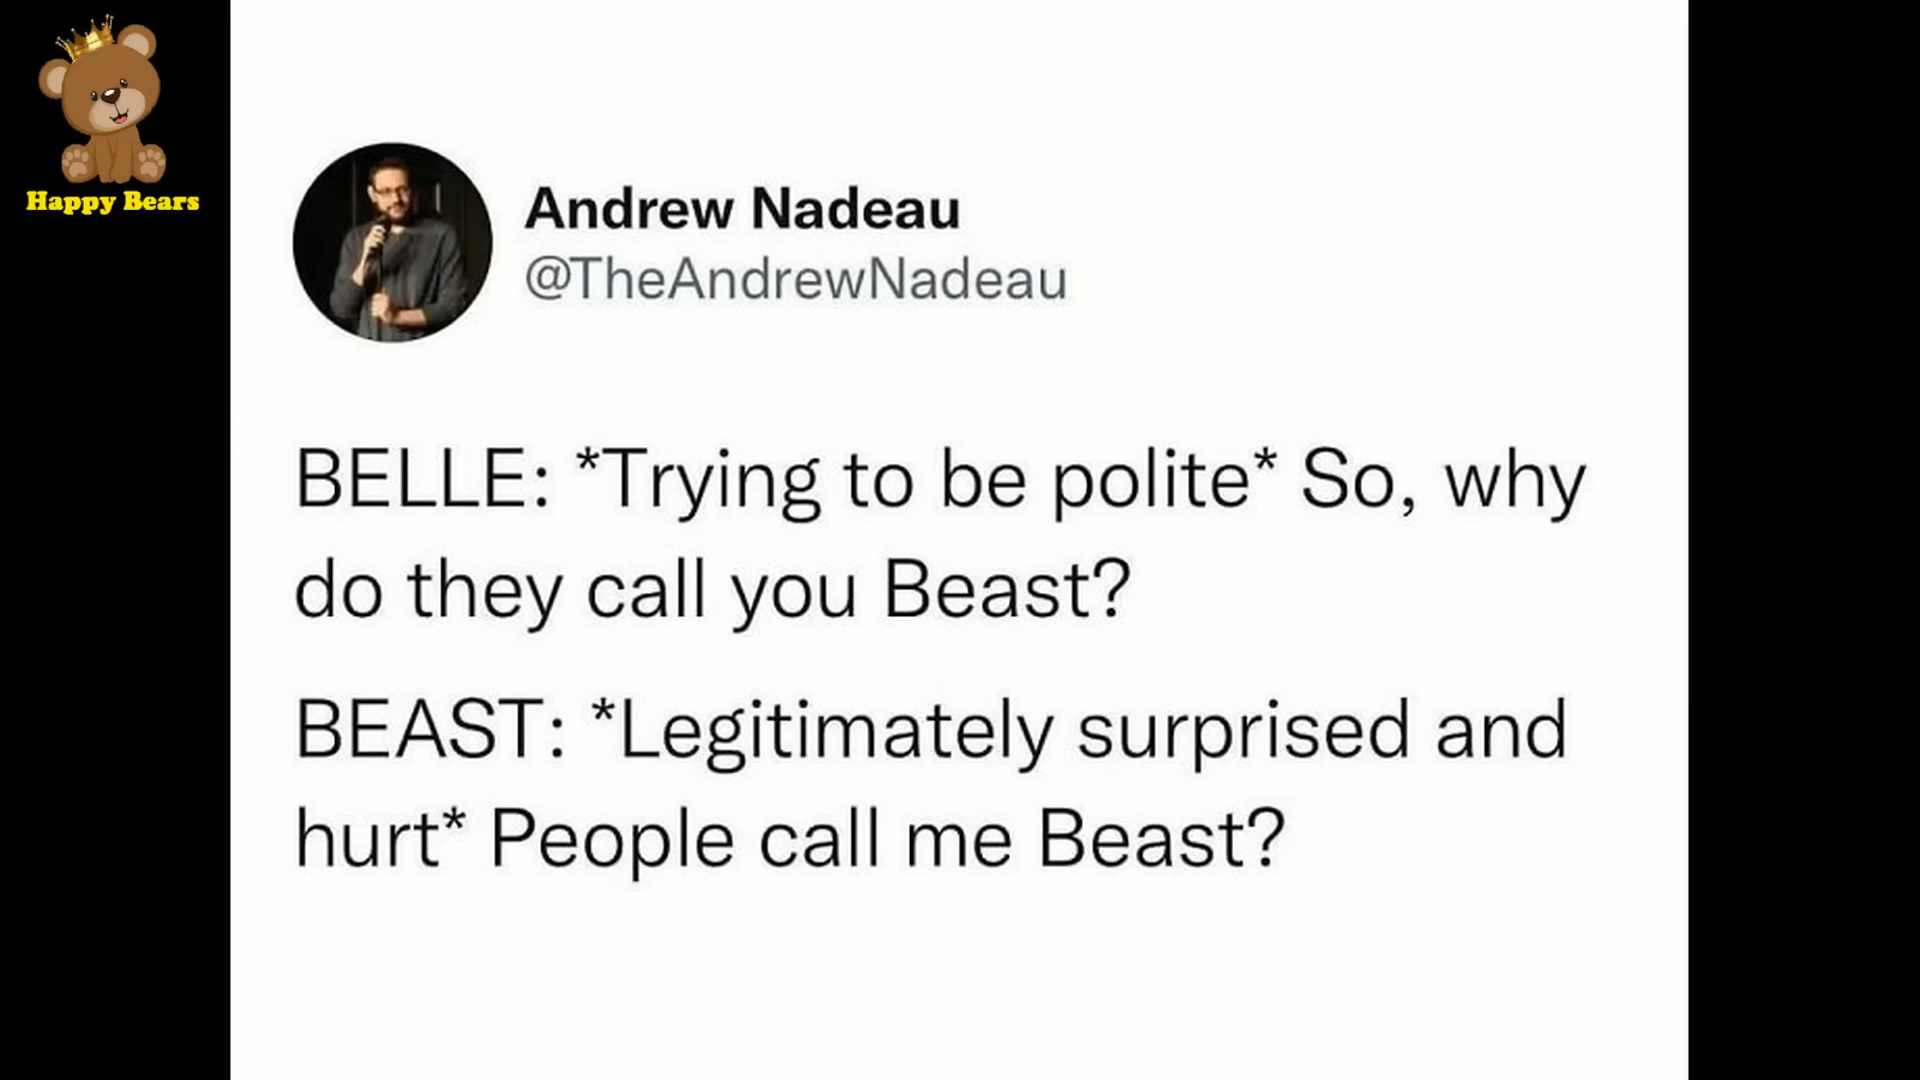 Happy Bears
Andrew Nadeau
@TheAndrewNadeau
BELLE: *Trying to be polite* So, why
do they call you Beast?
BEAST: *Legitimately surprised and
hurt* People call me Beast?